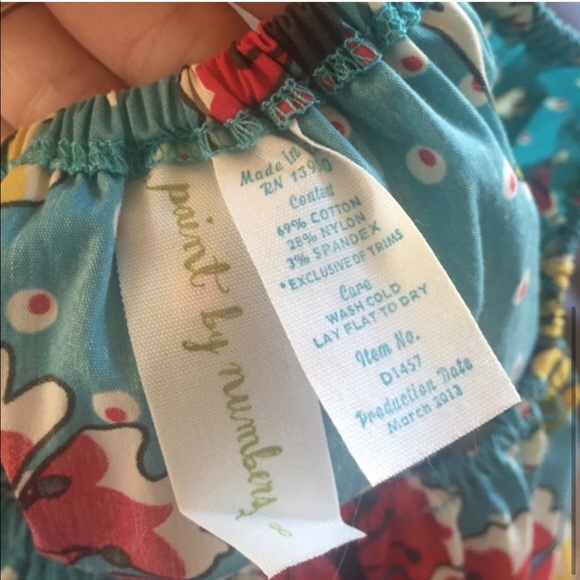 paint by numbers
Made in
RN 139
Content
69% COTTON
28% NYLON
3% SPANDEX
*EXCLUSIVE OF TRIMS
Care
WASH COLD
LAY FLAT TO DRY
Item No.
D1457
Production Date
March 2012